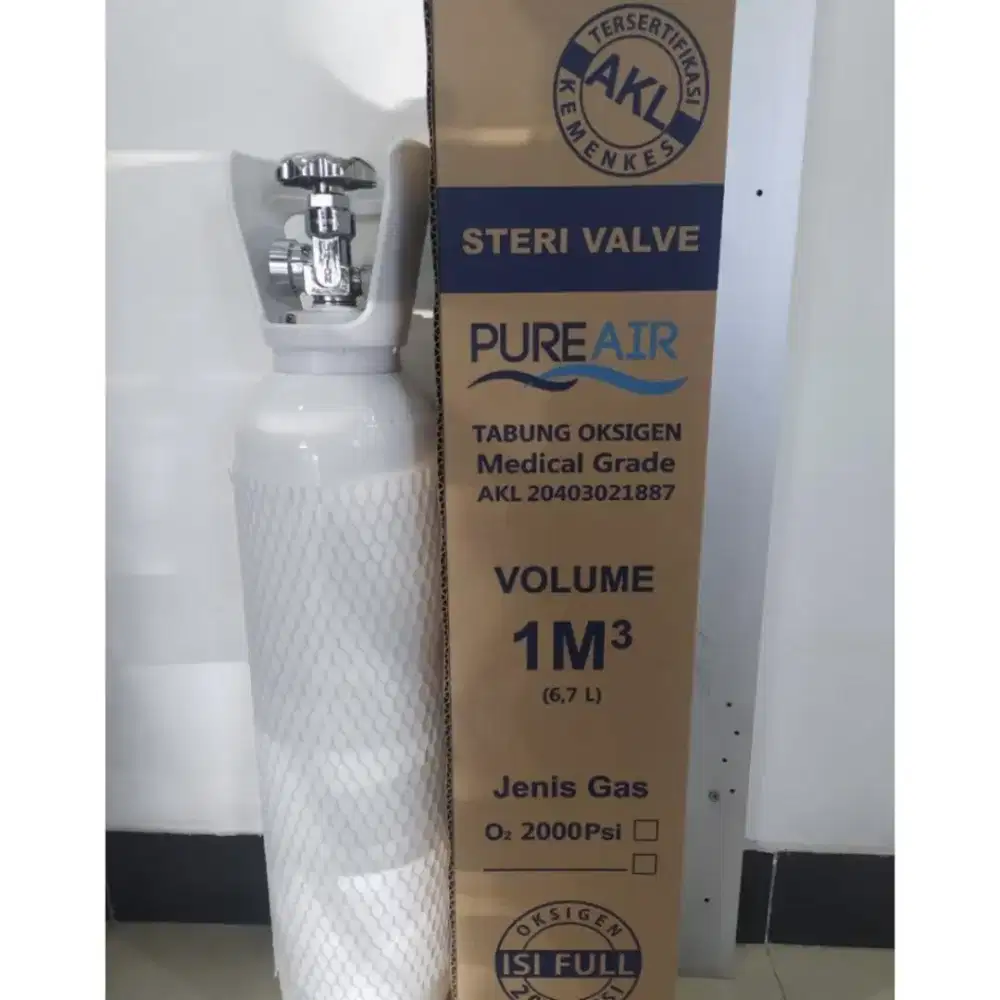 TERSERTIFIKASI
AKL
KEMENKES
STERI VALVE
PUREAIR
TABUNG OKSIGEN
Medical Grade
AKL 20403021887
VOLUME
1M³
(6,7 L)
Jenis Gas
O₂ 2000Psi
OKSIGEN
ISI FULL